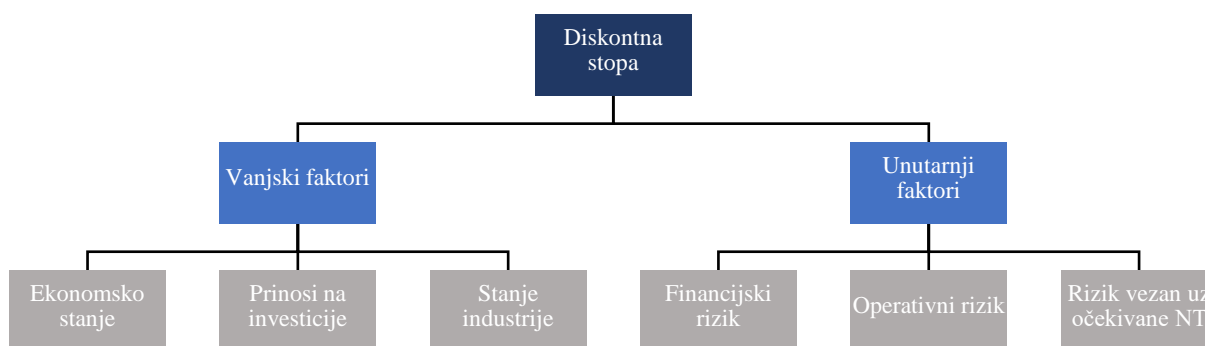 Diskontna
stopa
Vanjski faktori
Unutarnji
faktori
Ekonomsko
stanje
Prinosi na
investicije
Stanje
industrije
Financijski
rizik
Operativni rizik
Rizik vezan uz
očekivane NT